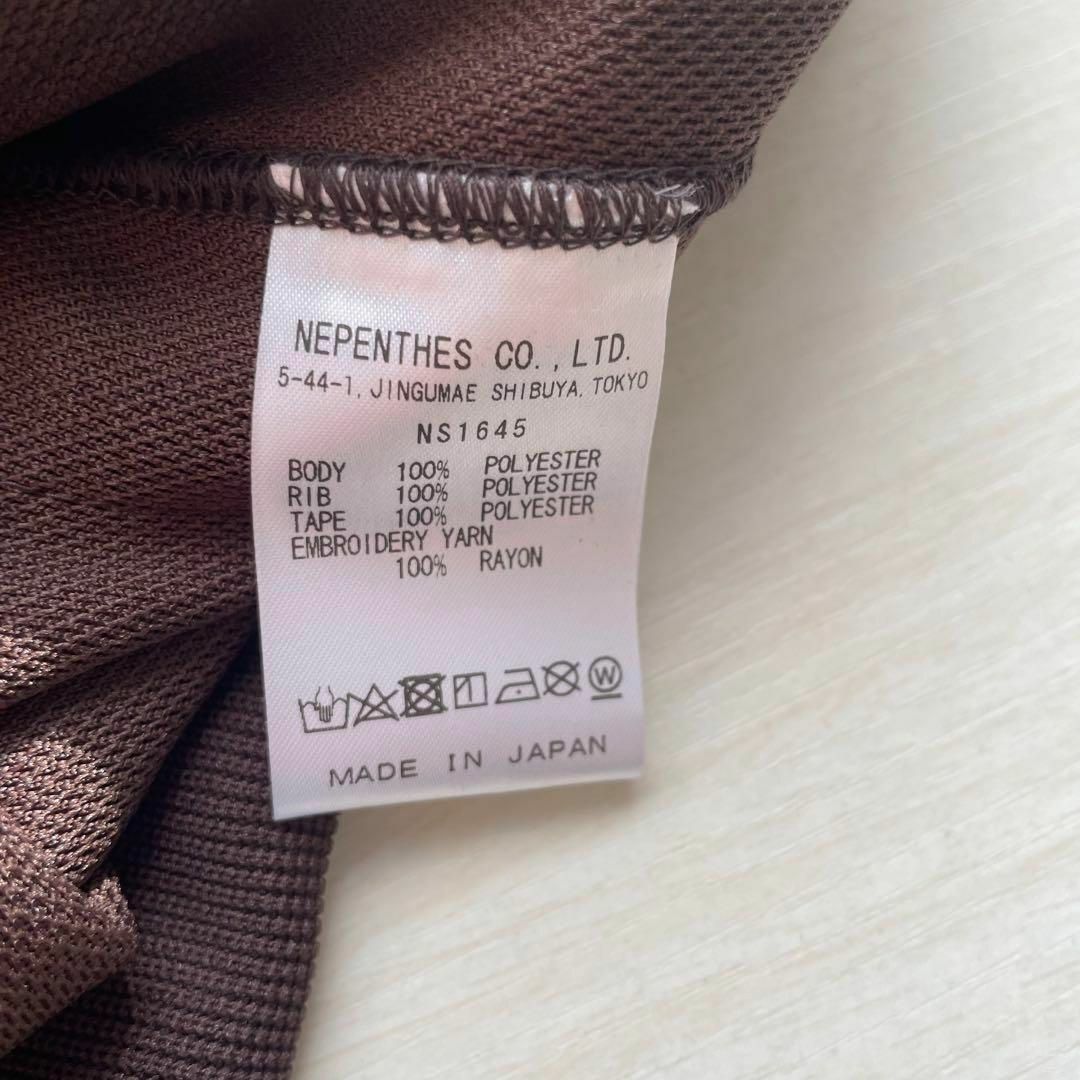 NEPENTHES CO., LTD.
5-44-1, JINGUMAE SHIBUYA, TOKYO
NS1645
BODY 100% POLYESTER
RIB 100% POLYESTER
TAPE 100% POLYESTER
EMBROIDERY YARN
100% RAYON
W
MADE IN JAPAN